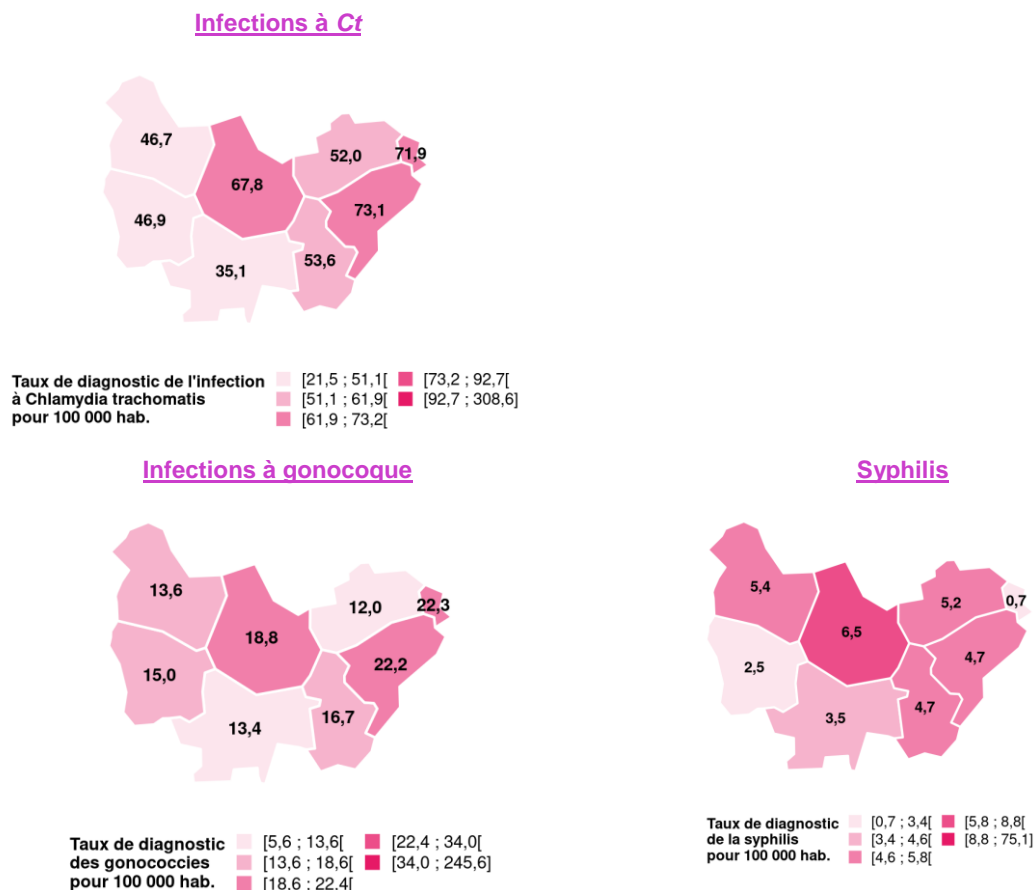 Infections à Ct
46,7
67,8
52,0
71,9
46,9
73,1
35,1
53,6
Taux de diagnostic de l'infection
à Chlamydia trachomatis
pour 100 000 hab.
[21,5 ; 51,1[
[51,1 ; 61,9[
[61,9 ; 73,2[
[73,2 ; 92,7[
[92,7 ; 308,6]
Infections à gonocoque
13,6
18,8
12,0
22,3
15,0
22,2
13,4
16,7
Taux de diagnostic
des gonococcies
pour 100 000 hab.
[5,6 ; 13,6[
[13,6 ; 18,6[
[18,6 ; 22,4[
[22,4 ; 34,0[
[34,0 ; 245,6]
Syphilis
5,4
6,5
5,2
0,7
2,5
4,7
3,5
4,7
Taux de diagnostic
de la syphilis
pour 100 000 hab.
[0,7 ; 3,4[
[3,4 ; 4,6[
[4,6 ; 5,8[
[5,8 ; 8,8[
[8,8 ; 75,1]